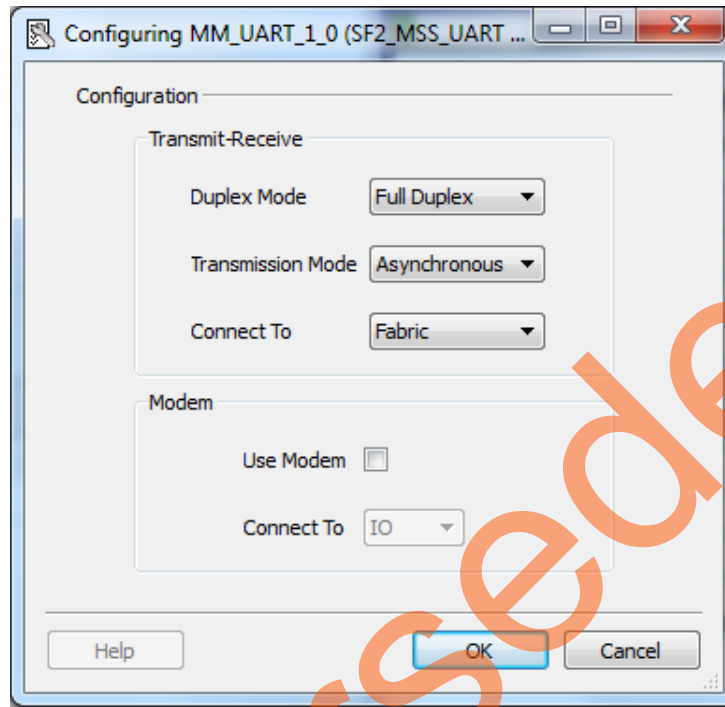 Configuring MM_UART_1_0 (SF2_MSS_UART ...
Configuration
Transmit-Receive
Duplex Mode Full Duplex
Transmission Mode Asynchronous
Connect To Fabric
Modem
Use Modem
Connect To IO
Help OK Cancel